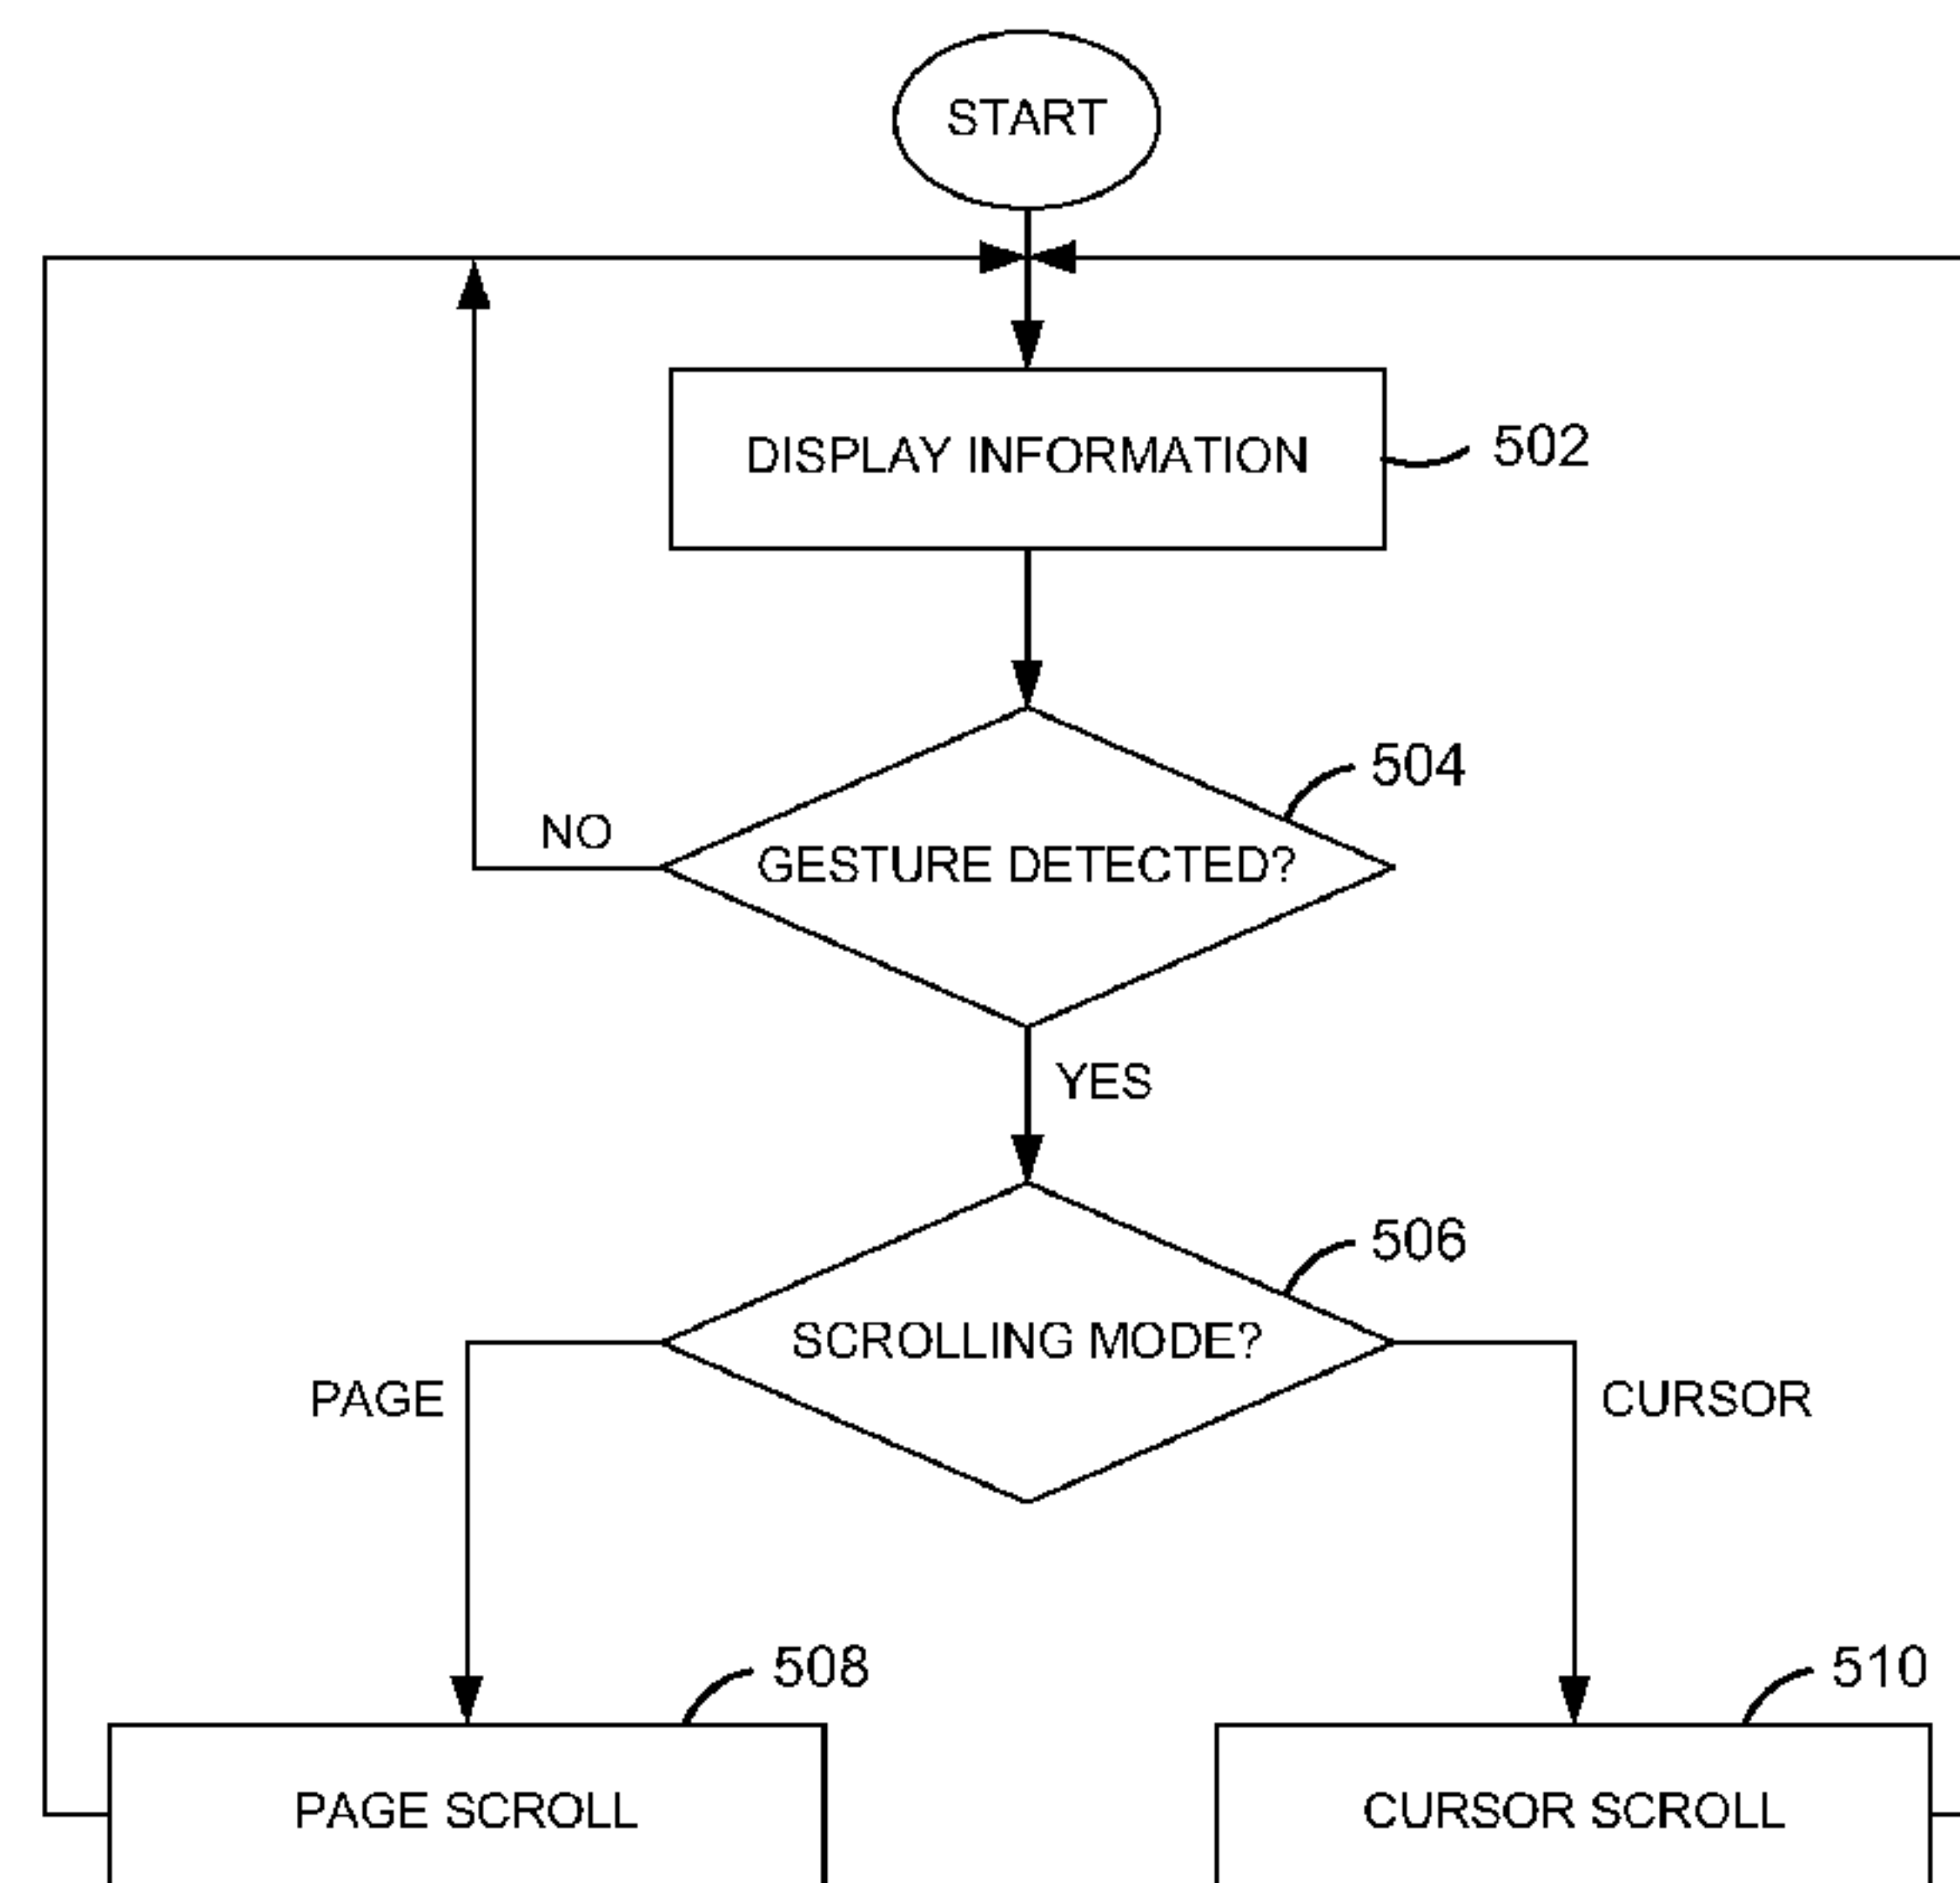 START
DISPLAY INFORMATION
502
504
NO
GESTURE DETECTED?
YES
506
SCROLLING MODE?
PAGE
CURSOR
508
510
PAGE SCROLL
CURSOR SCROLL